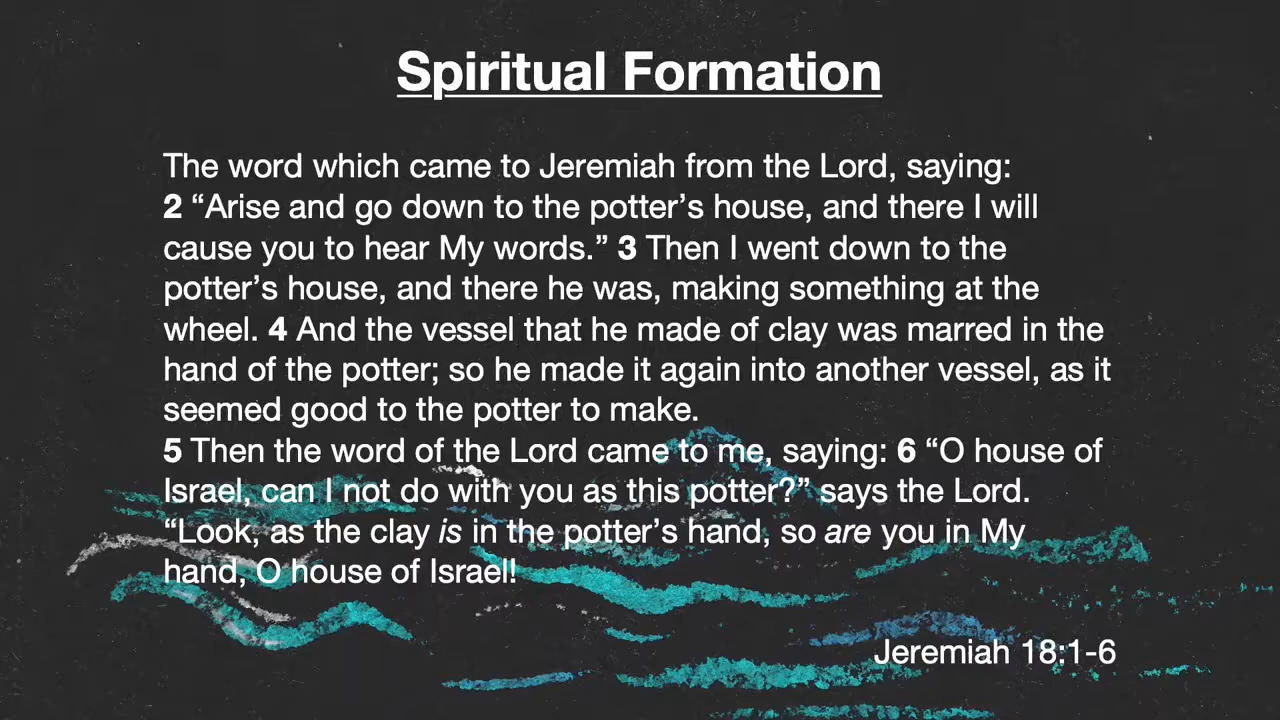 Spiritual Formation
The word which came to Jeremiah from the Lord, saying:
2 “Arise and go down to the potter’s house, and there I will
cause you to hear My words.” 3 Then I went down to the
potter’s house, and there he was, making something at the
wheel. 4 And the vessel that he made of clay was marred in the
hand of the potter; so he made it again into another vessel, as it
seemed good to the potter to make.
5 Then the word of the Lord came to me, saying: 6 “O house of
Israel, can I not do with you as this potter?” says the Lord.
“Look, as the clay is in the potter’s hand, so are you in My
hand, O house of Israel!
Jeremiah 18:1-6